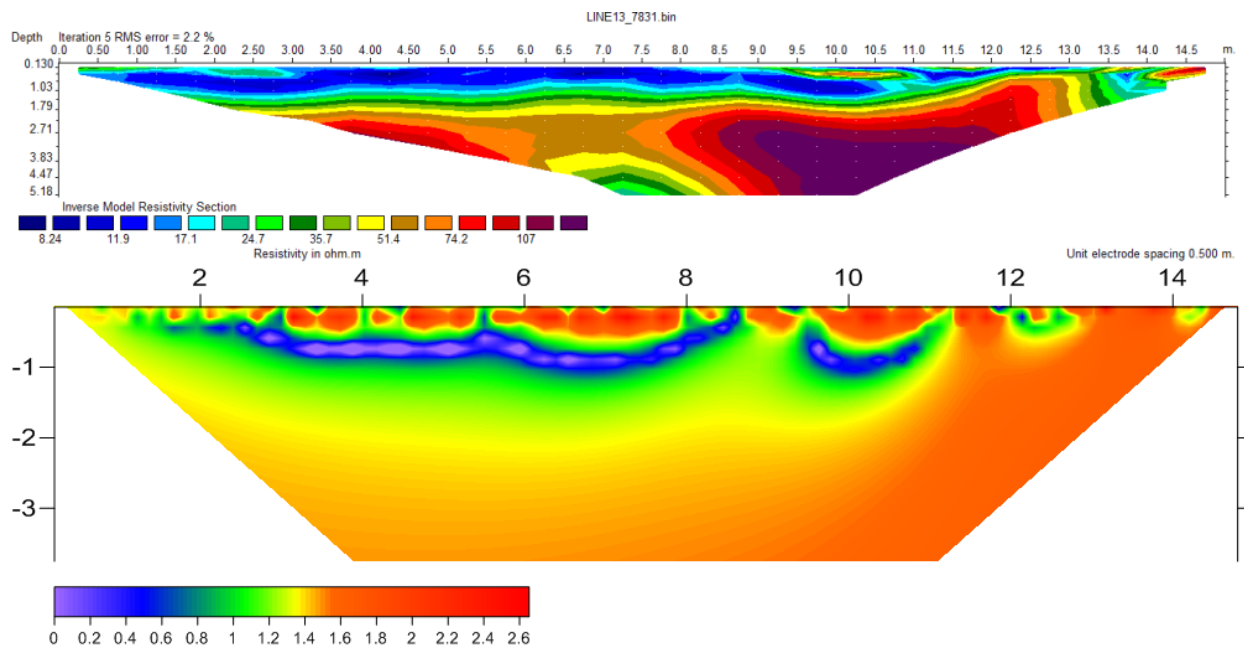 LINE13_7831.bin
Depth Iteration 5 RMS error = 2.2 %
0.0 0.50 1.00 1.50 2.00 2.50 3.00 3.50 4.00 4.50 5.0 5.5 6.0 6.5 7.0 7.5 8.0 8.5 9.0 9.5 10.0 10.5 11.0 11.5 12.0 12.5 13.0 13.5 14.0 14.5 m.
0.130
1.03
1.79
2.71
3.83
4.47
5.18
Inverse Model Resistivity Section
8.24 11.9 17.1 24.7 35.7 51.4 74.2 107
Resistivity in ohm.m Unit electrode spacing 0.500 m.
2 4 6 8 10 12 14
-1
-2
-3
0 0.2 0.4 0.6 0.8 1 1.2 1.4 1.6 1.8 2 2.2 2.4 2.6